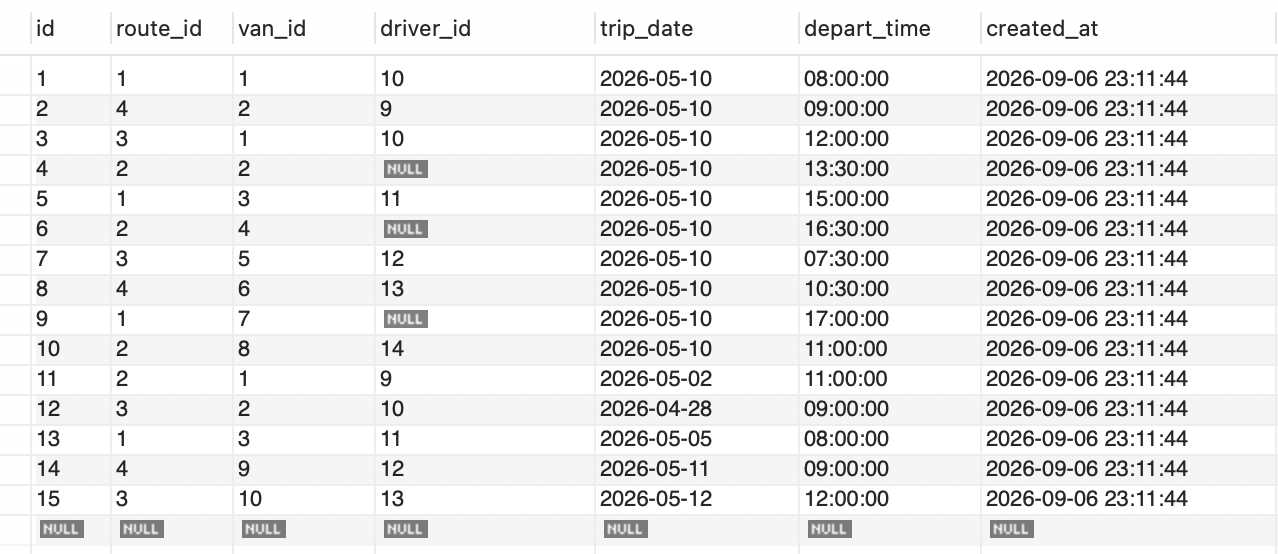 id route_id van_id driver_id trip_date depart_time created_at
1 1 1 10 2026-05-10 08:00:00 2026-09-06 23:11:44
2 4 2 9 2026-05-10 09:00:00 2026-09-06 23:11:44
3 3 1 10 2026-05-10 12:00:00 2026-09-06 23:11:44
4 2 2 NULL 2026-05-10 13:30:00 2026-09-06 23:11:44
5 1 3 11 2026-05-10 15:00:00 2026-09-06 23:11:44
6 2 4 NULL 2026-05-10 16:30:00 2026-09-06 23:11:44
7 3 5 12 2026-05-10 07:30:00 2026-09-06 23:11:44
8 4 6 13 2026-05-10 10:30:00 2026-09-06 23:11:44
9 1 7 NULL 2026-05-10 17:00:00 2026-09-06 23:11:44
10 2 8 14 2026-05-10 11:00:00 2026-09-06 23:11:44
11 2 1 9 2026-05-02 11:00:00 2026-09-06 23:11:44
12 3 2 10 2026-04-28 09:00:00 2026-09-06 23:11:44
13 1 3 11 2026-05-05 08:00:00 2026-09-06 23:11:44
14 4 9 12 2026-05-11 09:00:00 2026-09-06 23:11:44
15 3 10 13 2026-05-12 12:00:00 2026-09-06 23:11:44
NULL NULL NULL NULL NULL NULL NULL